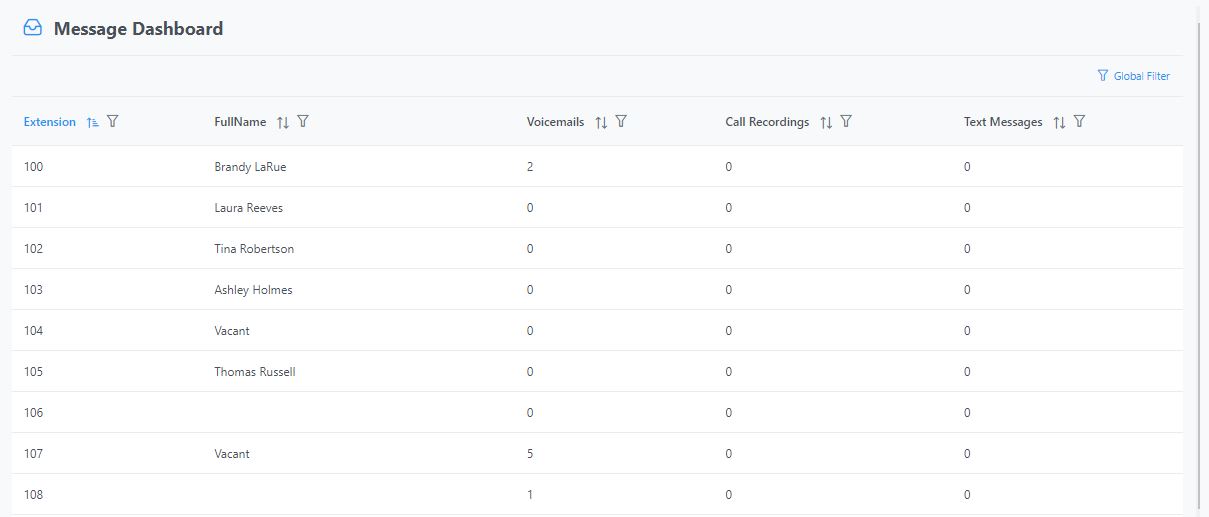 Message Dashboard
Global Filter
Extension FullName Voicemails Call Recordings Text Messages
100 Brandy LaRue 2 0 0
101 Laura Reeves 0 0 0
102 Tina Robertson 0 0 0
103 Ashley Holmes 0 0 0
104 Vacant 0 0 0
105 Thomas Russell 0 0 0
106 0 0 0
107 Vacant 5 0 0
108 1 0 0